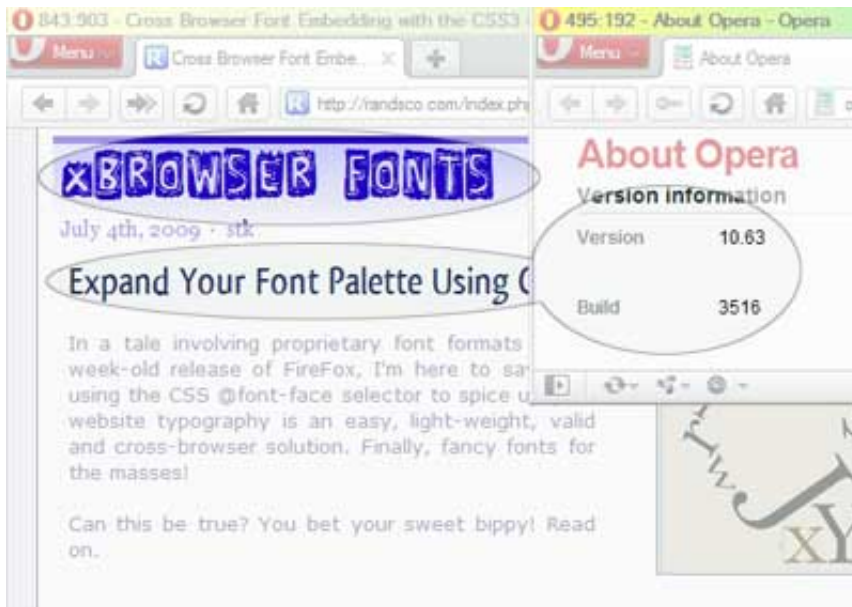 843:903 - Cross Browser Font Embedding with the CSS3
Menu
Cross Browser Font Embe...
http://randsco.com/index.ph
xBROWSER FONTS
July 4th, 2009 · stk
Expand Your Font Palette Using
In a tale involving proprietary font formats
week-old release of FireFox, I'm here to sa
using the CSS @font-face selector to spice u
website typography is an easy, light-weight, valid
and cross-browser solution. Finally, fancy fonts for
the masses!
Can this be true? You bet your sweet bippy! Read
on.
495:192 - About Opera - Opera
Menu
About Opera
About Opera
Version information
Version 10.63
Build 3516